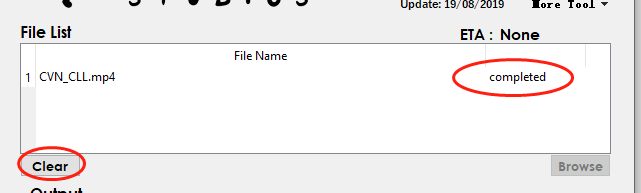 Update: 19/08/2019 More Tool
File List ETA : None
File Name
1 CVN_CLL.mp4 completed
Clear Browse